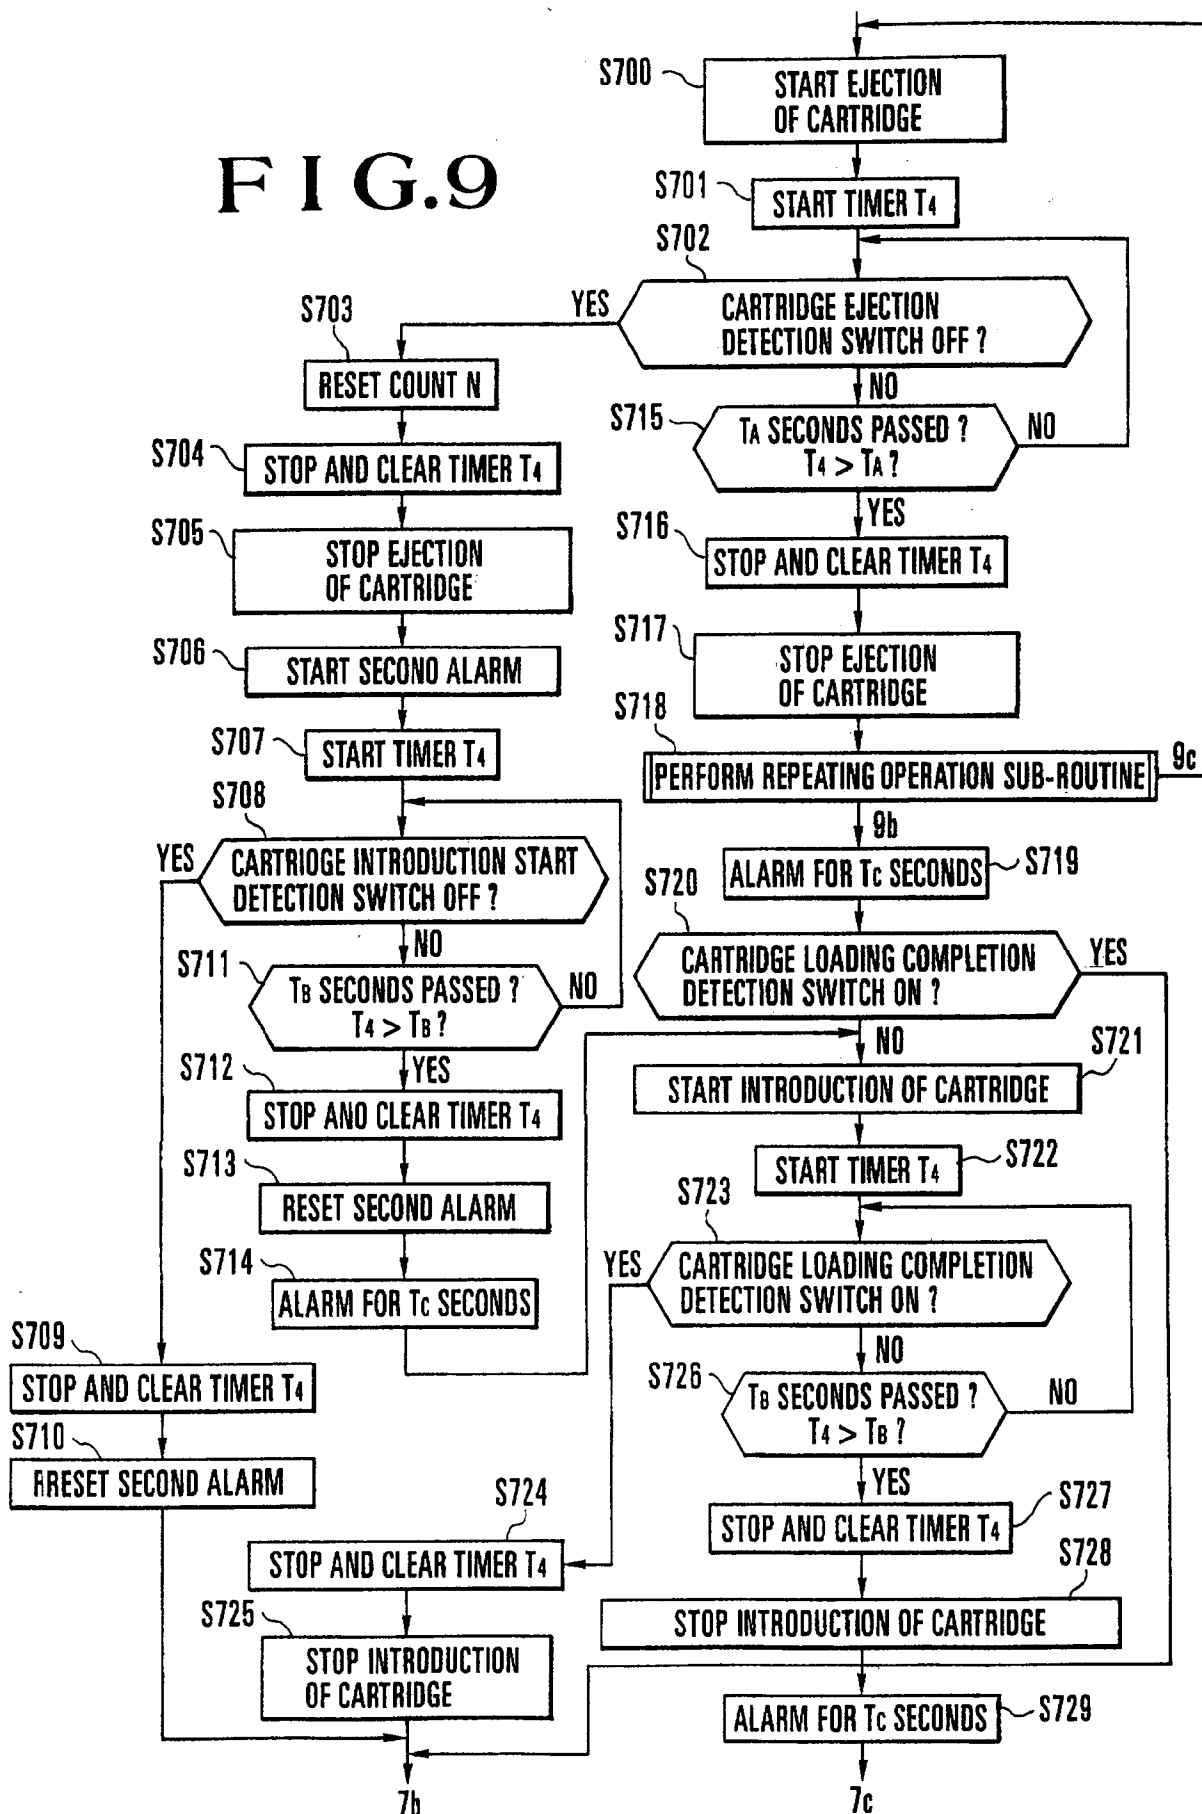 FIG.9
S700
START EJECTION
OF CARTRIDGE
S701
START TIMER T4
S702
CARTRIDGE EJECTION
DETECTION SWITCH OFF ?
YES
NO
S703
RESET COUNT N
S704
STOP AND CLEAR TIMER T4
S705
STOP EJECTION
OF CARTRIDGE
S706
START SECOND ALARM
S707
START TIMER T4
S708
CARTRIOGE INTRODUCTION START
DETECTION SWITCH OFF ?
YES
NO
S711
TB SECONDS PASSED ?
T4 > TB ?
NO
YES
S712
STOP ANO CLEAR TIMER T4
S713
RESET SECOND ALARM
S714
ALARM FOR TC SECONDS
S709
STOP AND CLEAR TIMER T4
S710
RRESET SECOND ALARM
S715
TA SECONDS PASSED ?
T4 > TA ?
NO
YES
S716
STOP AND CLEAR TIMER T4
S717
STOP EJECTION
OF CARTRIDGE
S718
PERFORM REPEATING OPERATION SUB-ROUTINE
9c
9b
S719
ALARM FOR TC SECONDS
S720
CARTRIDGE LOADING COMPLETION
DETECTION SWITCH ON ?
YES
NO
S721
START INTRODUCTION OF CARTRIDGE
S722
START TIMER T4
S723
CARTRIDGE LOADING COMPLETION
DETECTION SWITCH ON ?
YES
NO
S726
TB SECONDS PASSED ?
T4 > TB ?
NO
YES
S724
STOP AND CLEAR TIMER T4
S725
STOP INTRODUCTION
OF CARTRIDGE
S727
STOP AND CLEAR TIMER T4
S728
STOP INTRODUCTION OF CARTRIDGE
S729
ALARM FOR TC SECONDS
7b
7c